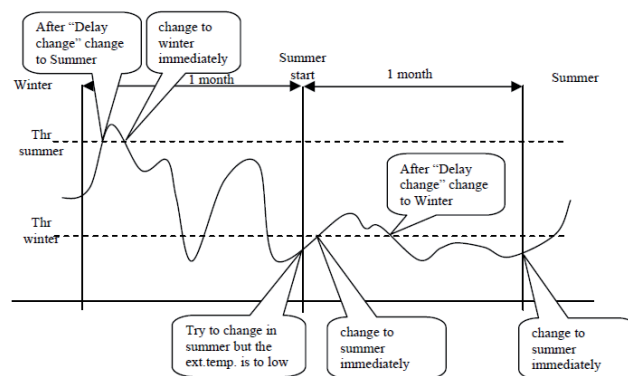 After “Delay
change” change
to Summer
change to
winter
immediately
Summer
start
Winter
1 month
1 month
Summer
Thr
summer
After “Delay
change” change
to Winter
Thr
winter
Try to change in
summer but the
ext.temp. is to low
change to
summer
immediately
change to
summer
immediately